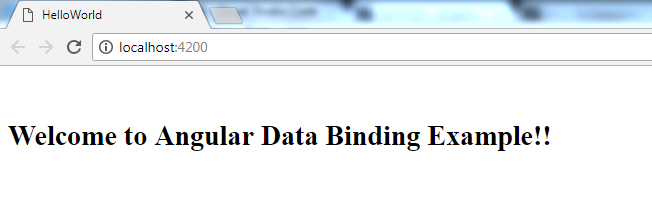 HelloWorld
localhost:4200
Welcome to Angular Data Binding Example!!